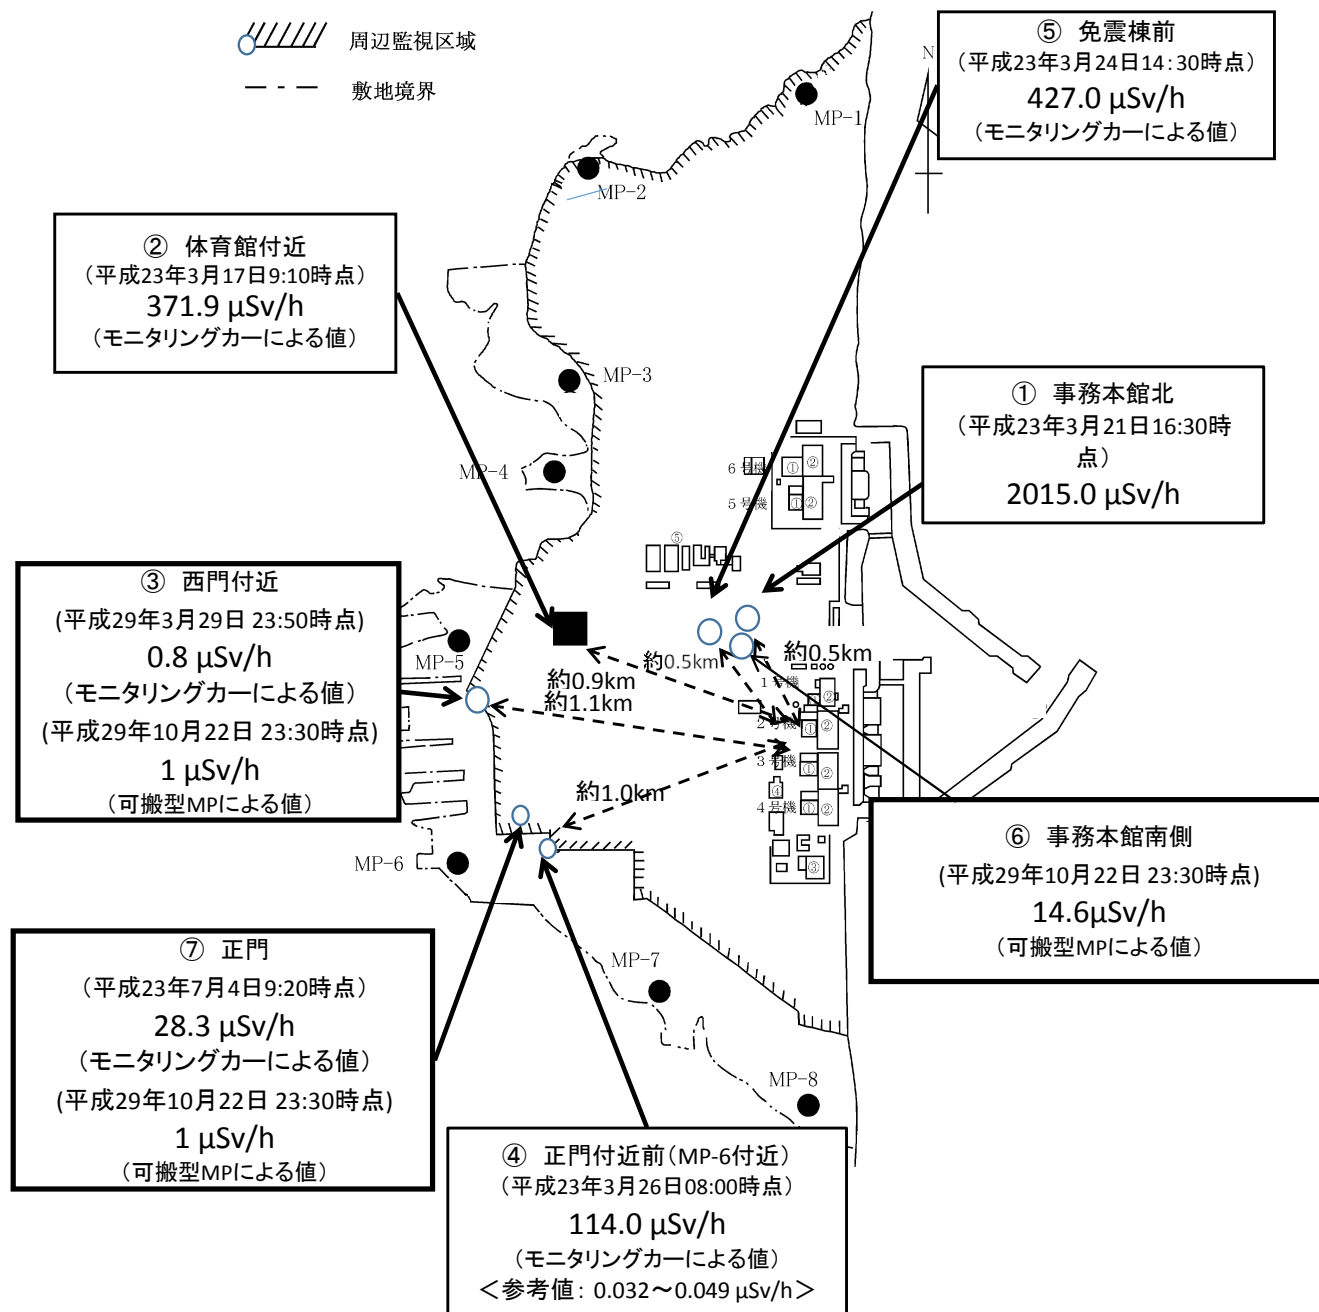 周辺監視区域
敷地境界
N
⑤ 免震棟前
（平成23年3月24日14：30時点）
427.0 µSv/h
（モニタリングカーによる値）
MP-1
MP-2
② 体育館付近
（平成23年3月17日9:10時点）
371.9 µSv/h
（モニタリングカーによる値）
MP-3
① 事務本館北
（平成23年3月21日16:30時
点）
2015.0 µSv/h
MP-4
6号機
①
②
5号機
①
②
⑤
③ 西門付近
(平成29年3月29日 23:50時点)
0.8 µSv/h
（モニタリングカーによる値）
(平成29年10月22日 23:30時点)
1 µSv/h
（可搬型MPによる値）
MP-5
約0.5km
約0.5km
約0.9km
約1.1km
1号機
②
2号機
①
②
3号機
①
②
④
約1.0km
4号機
①
②
③
MP-6
⑥ 事務本館南側
(平成29年10月22日 23:30時点)
14.6µSv/h
（可搬型MPによる値）
⑦ 正門
（平成23年7月4日9:20時点）
28.3 µSv/h
（モニタリングカーによる値）
(平成29年10月22日 23:30時点)
1 µSv/h
（可搬型MPによる値）
MP-7
MP-8
④ 正門付近前（MP-6付近）
（平成23年3月26日08:00時点）
114.0 µSv/h
（モニタリングカーによる値）
＜参考値： 0.032～0.049 µSv/h＞